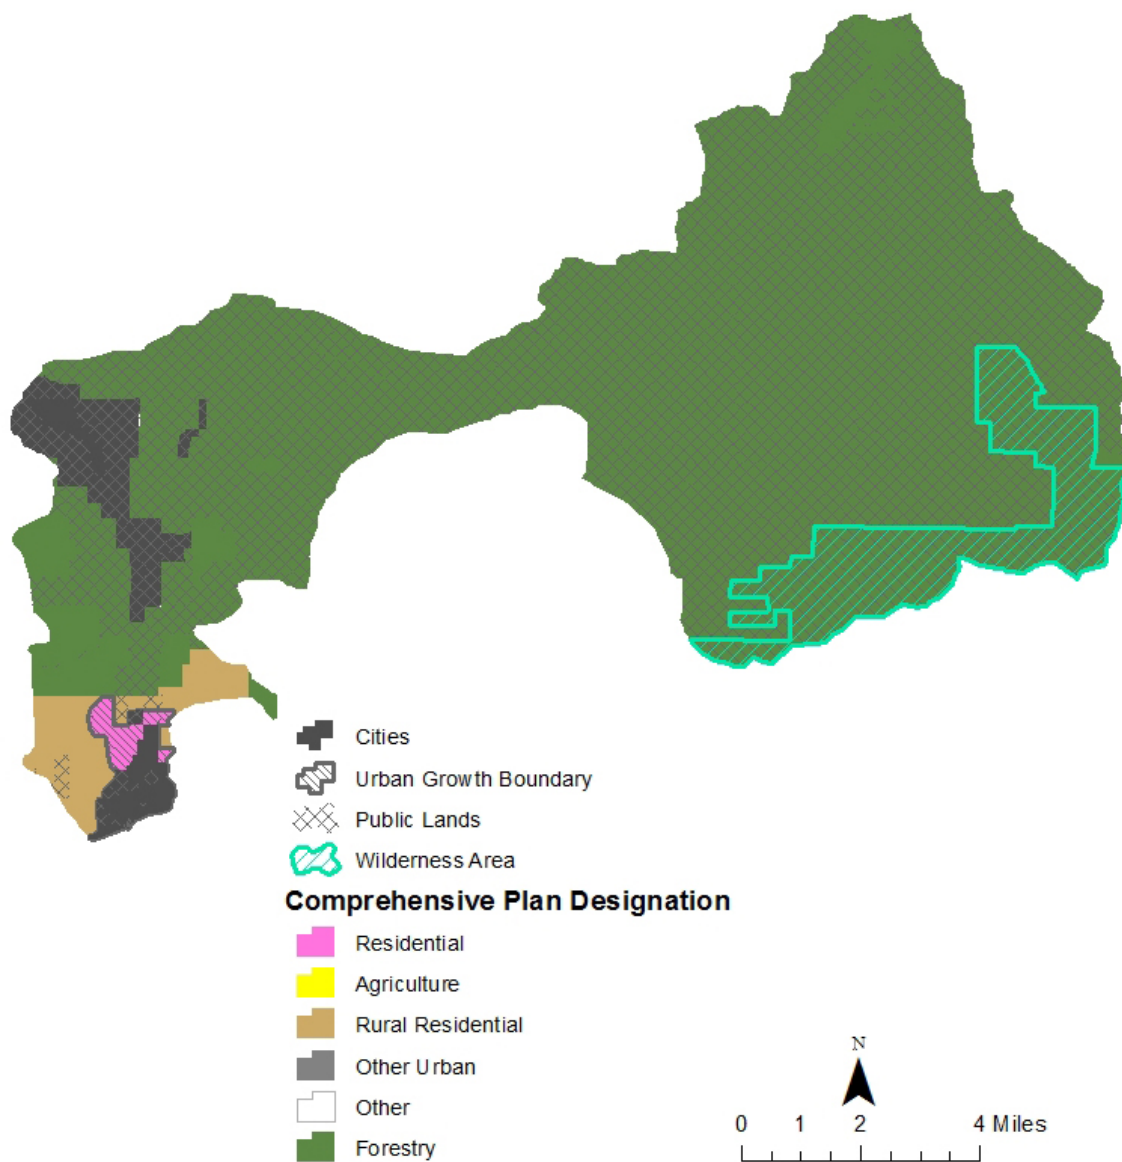 Cities
Urban Growth Boundary
Public Lands
Wilderness Area
Comprehensive Plan Designation
Residential
Agriculture
Rural Residential
Other Urban
Other
Forestry
N
0 1 2 4 Miles